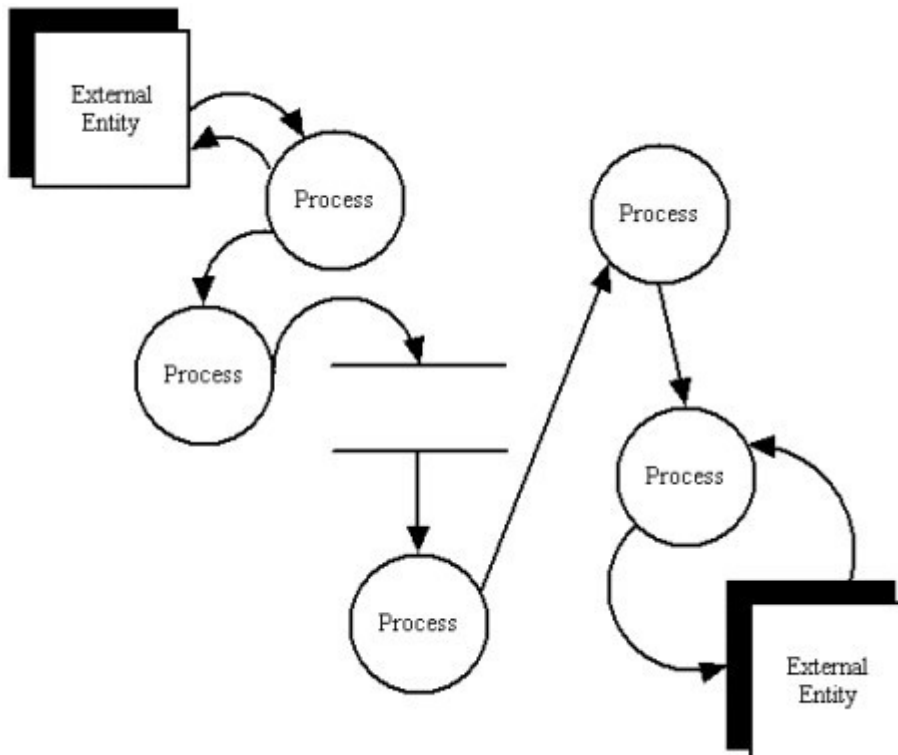 External
Entity
Process
Process
Process
Process
Process
External
Entity